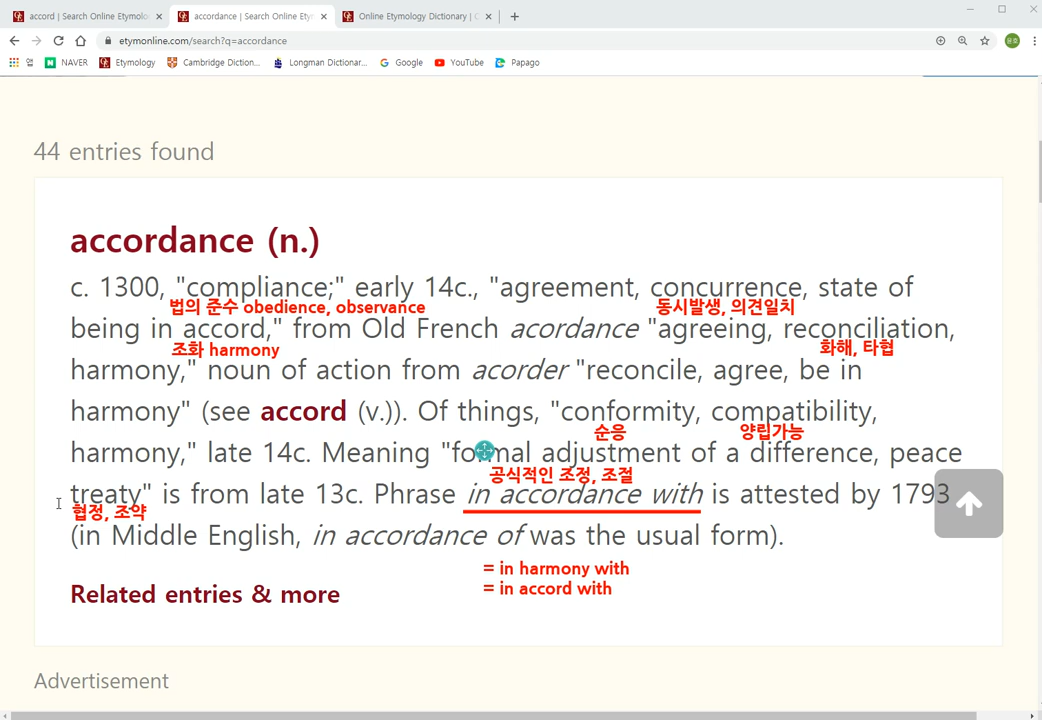 accord | Search Online Etymolo
accordance | Search Online Ety
Online Etymology Dictionary | O
etymonline.com/search?q=accordance
앱 NAVER Etymology Cambridge Diction... Longman Dictionar... Google YouTube Papago
44 entries found
accordance (n.)
c. 1300, "compliance;" early 14c., "agreement, concurrence, state of
법의 준수 obedience, observance 동시발생, 의견일치
being in accord," from Old French acordance "agreeing, reconciliation,
조화 harmony 화해, 타협
harmony," noun of action from acorder "reconcile, agree, be in
harmony" (see accord (v.)). Of things, "conformity, compatibility,
순응 양립가능
harmony," late 14c. Meaning "formal adjustment of a difference, peace
공식적인 조정, 조절
treaty" is from late 13c. Phrase in accordance with is attested by 1793
협정, 조약
(in Middle English, in accordance of was the usual form).
= in harmony with
= in accord with
Related entries & more
Advertisement